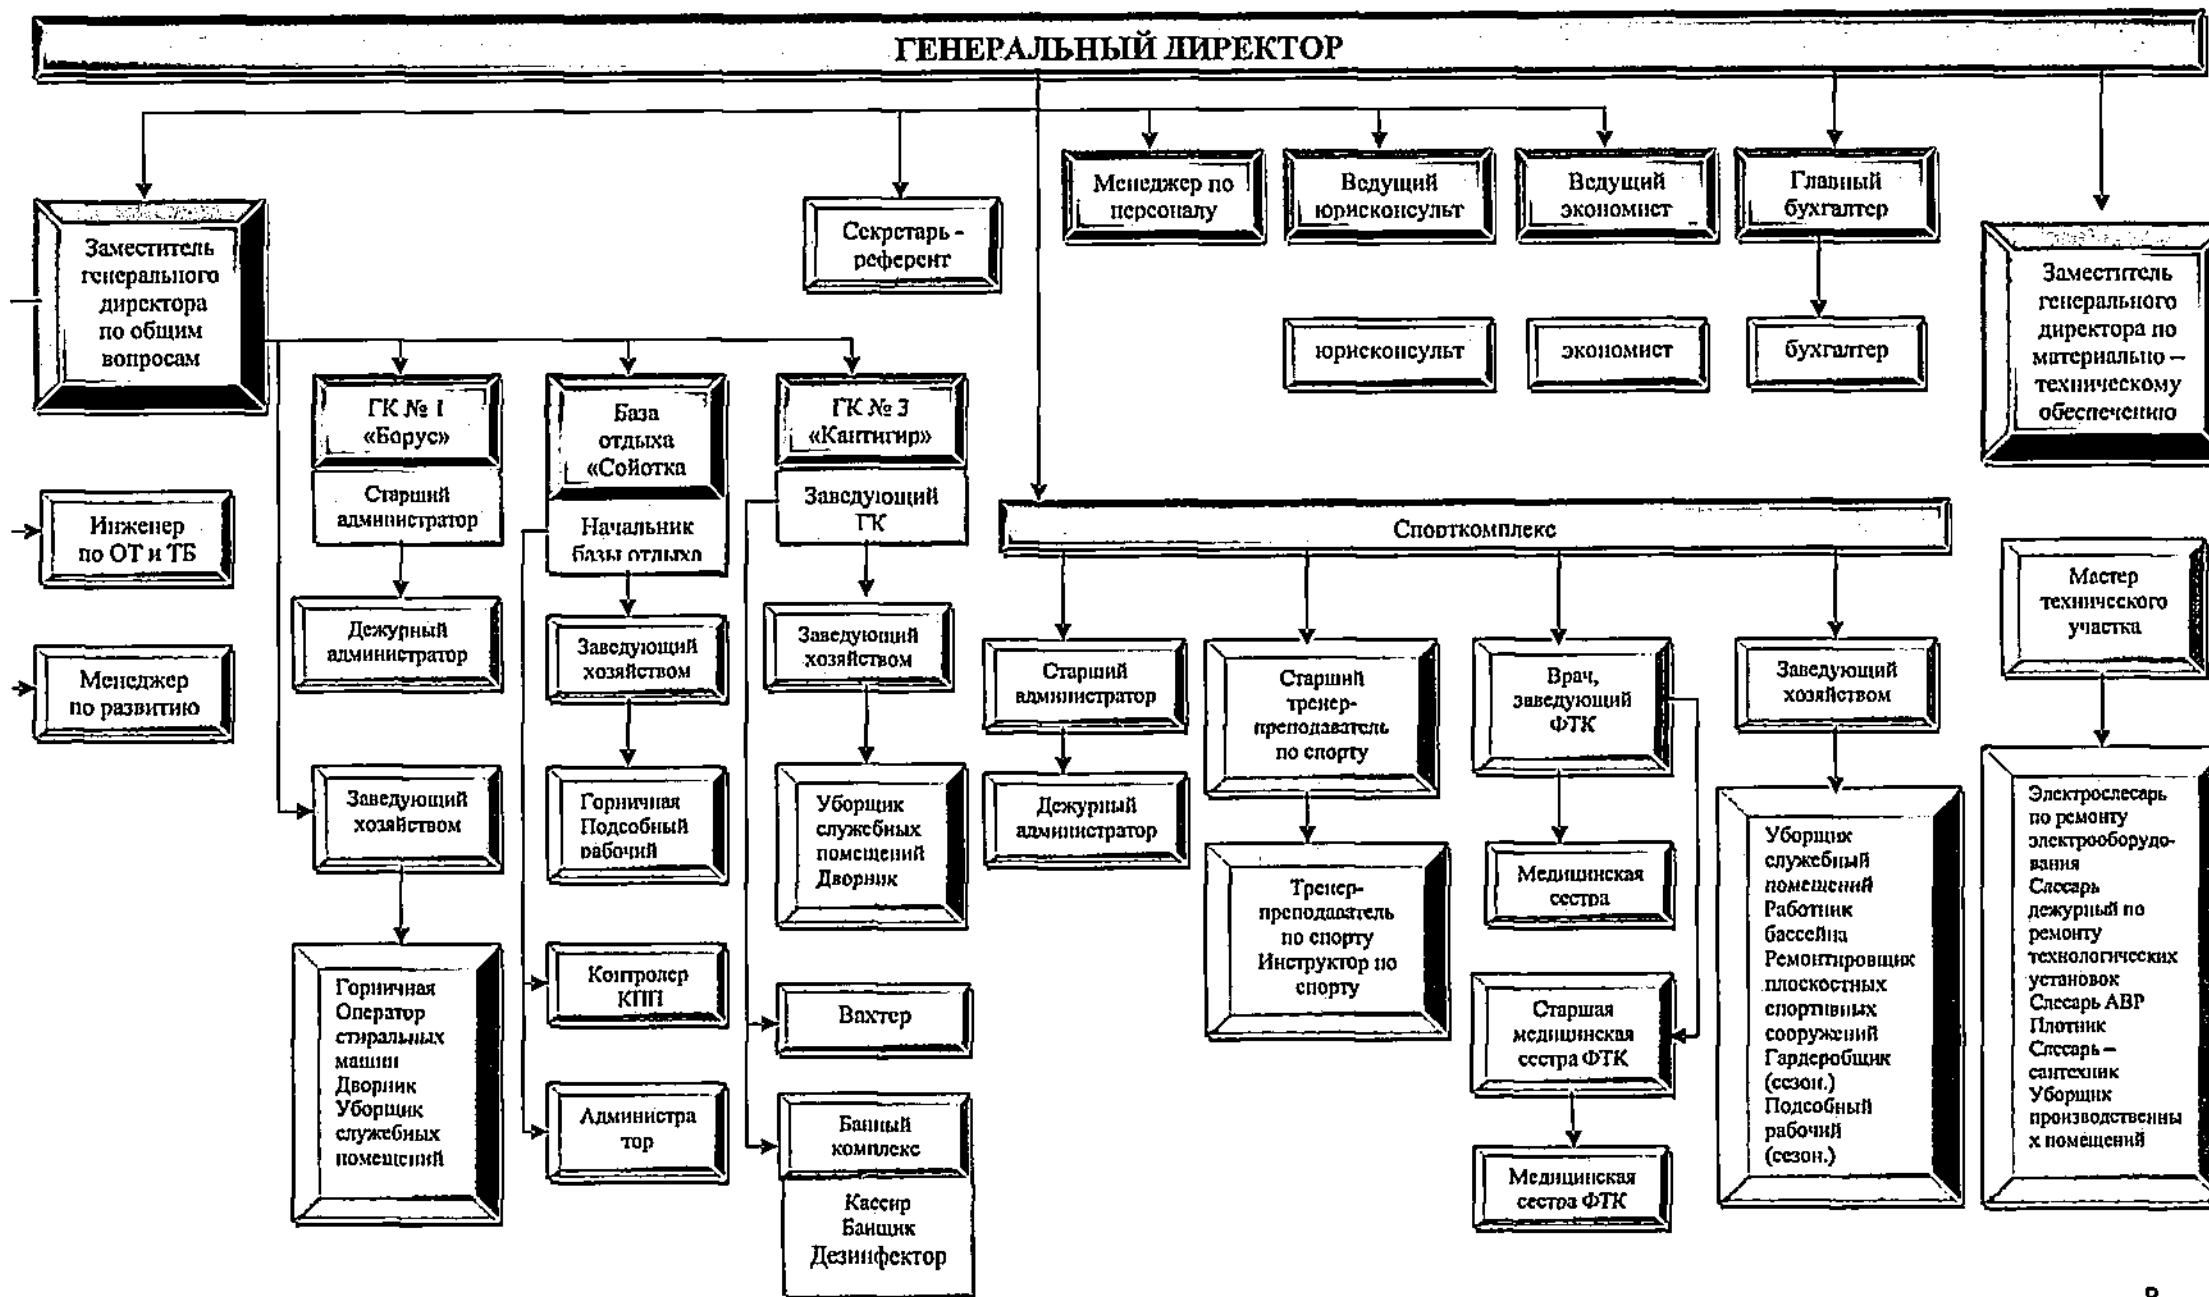 ГЕНЕРАЛЬНЫЙ ДИРЕКТОР
Заместитель
генерального
директора
по общим
вопросам
Секретарь -
референт
Менеджер по
персоналу
Ведущий
юрисконсульт
Ведущий
экономист
Главный
бухгалтер
Заместитель
генерального
директора по
материально –
техническому
обеспечению
юрисконсульт
экономист
бухгалтер
ГК № 1
«Борус»
Старший
администратор
База
отдыха
«Сойотка
Начальник
базы отдыха
ГК № 3
«Кантигир»
Заведующий
ГК
Спорткомплекс
Инженер
по ОТ и ТБ
Менеджер
по развитию
Дежурный
администратор
Заведующий
хозяйством
Горничная
Оператор
стиральных
машин
Дворник
Уборщик
служебных
помещений
Заведующий
хозяйством
Горничная
Подсобный
рабочий
Контролер
КПП
Администра
тор
Заведующий
хозяйством
Уборщик
служебных
помещений
Дворник
Вахтер
Банный
комплекс
Кассир
Банщик
Дезинфектор
Старший
администратор
Дежурный
администратор
Старший
тренер-
преподаватель
по спорту
Тренер-
преподаватель
по спорту
Инструктор по
спорту
Врач,
заведующий
ФТК
Медицинская
сестра
Старшая
медицинская
сестра ФТК
Медицинская
сестра ФТК
Заведующий
хозяйством
Уборщик
служебный
помещений
Работник
бассейна
Ремонтировщик
плоскостных
спортивных
сооружений
Гардеробщик
(сезон.)
Подсобный
рабочий
(сезон.)
Мастер
технического
участка
Электрослесарь
по ремонту
электрооборудо-
вания
Слесарь
дежурный по
ремонту
технологических
установок
Слесарь АВР
Плотник
Слесарь –
сантехник
Уборщик
производственны
х помещений